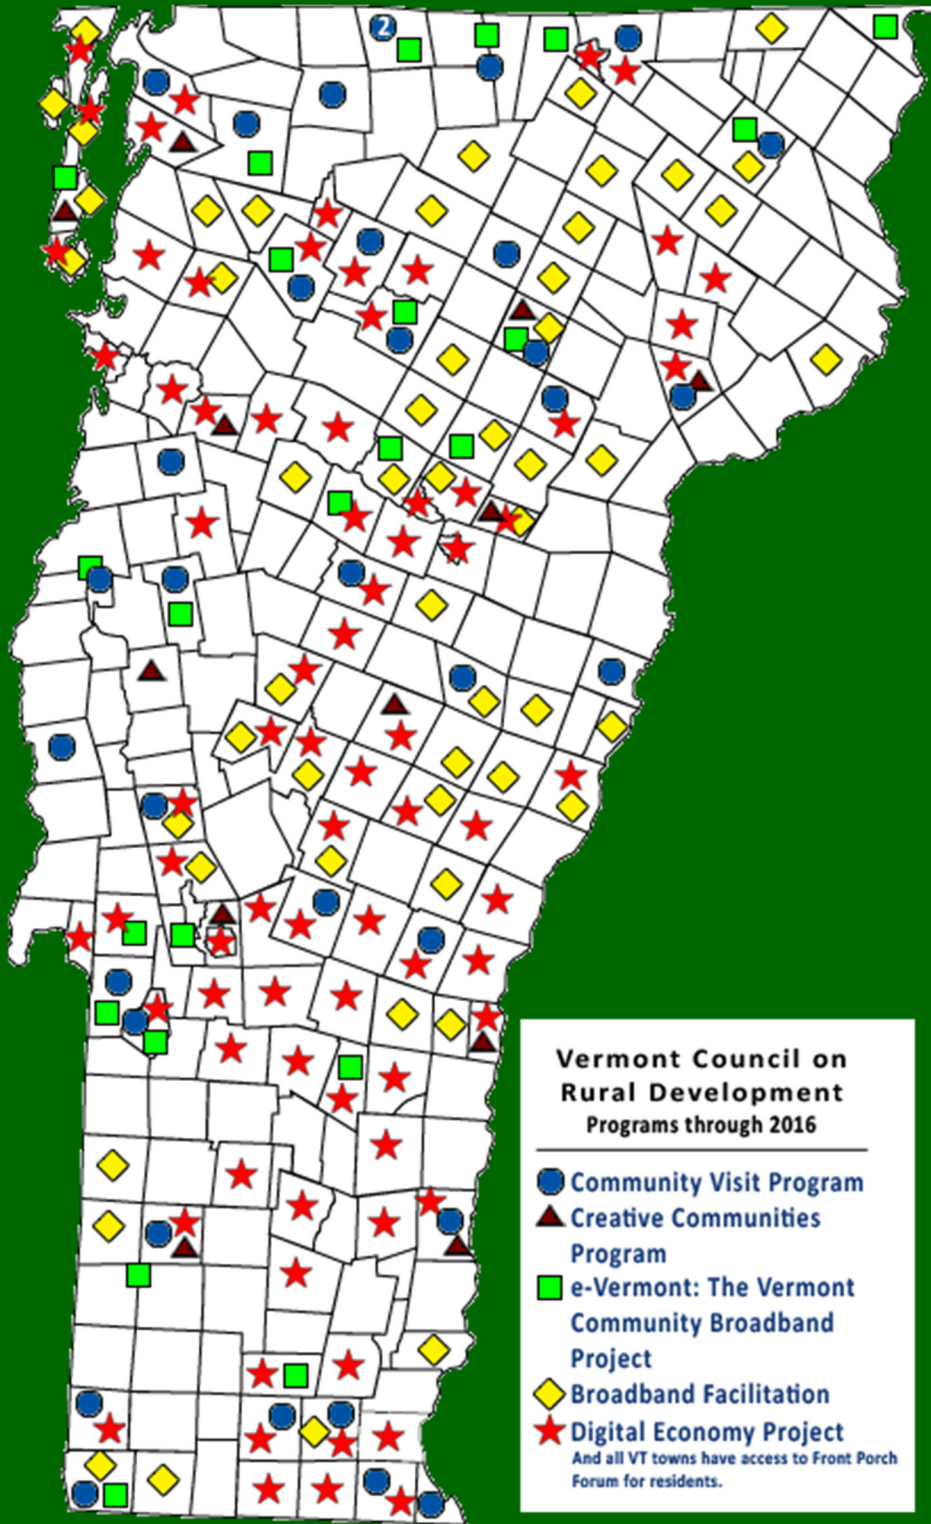 2
Vermont Council on
Rural Development
Programs through 2016
Community Visit Program
Creative Communities
Program
e-Vermont: The Vermont
Community Broadband
Project
Broadband Facilitation
Digital Economy Project
And all VT towns have access to Front Porch
Forum for residents.